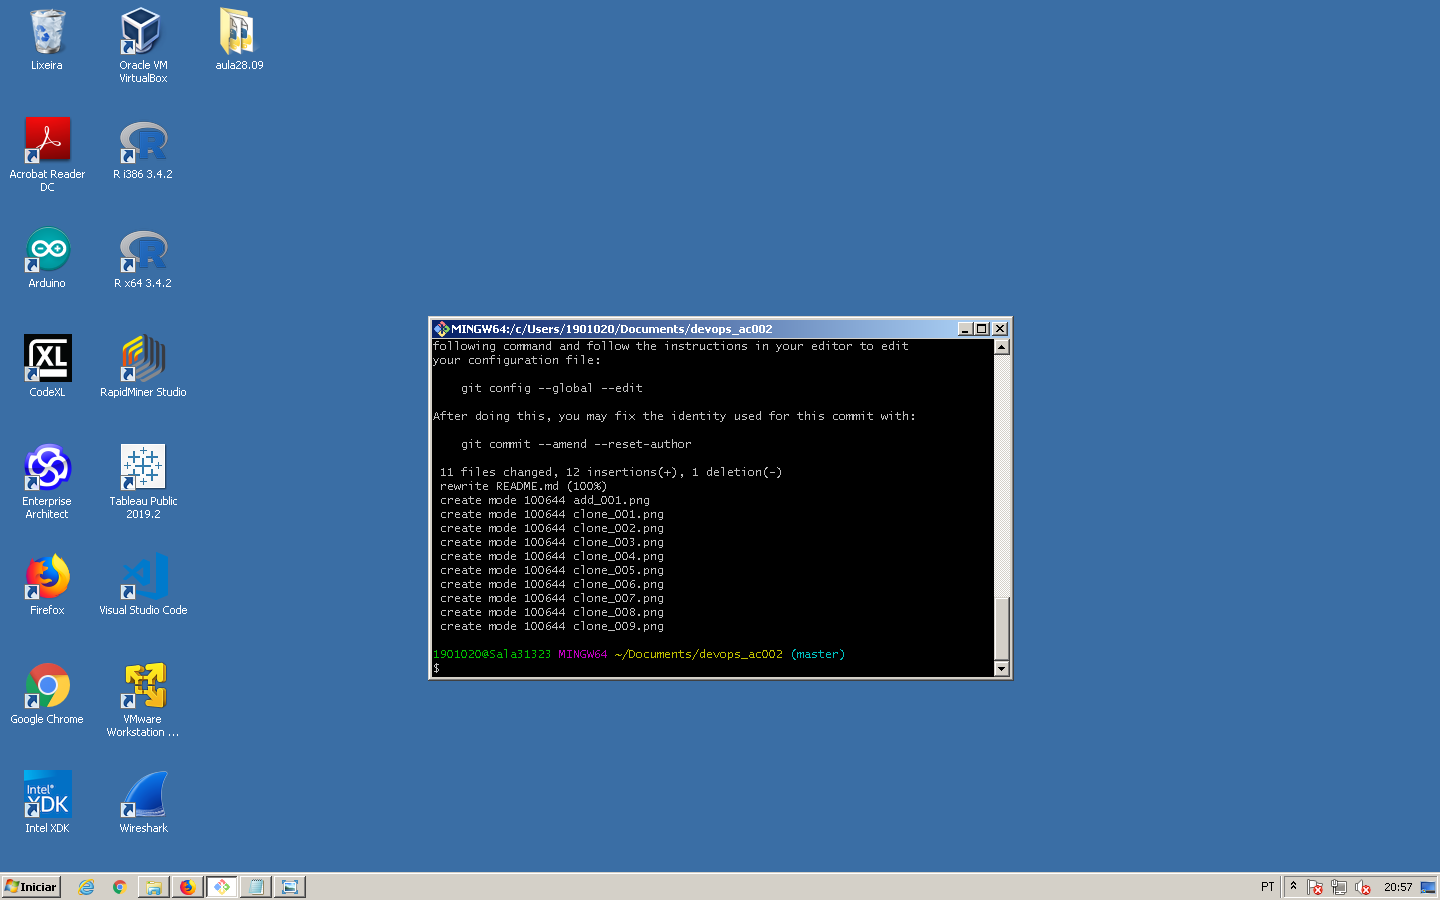 Lixeira
Oracle VM
VirtualBox
aula28.09
Acrobat Reader
DC
R i386 3.4.2
Arduino
R x64 3.4.2
XL
CodeXL
RapidMiner Studio
Enterprise
Architect
Tableau Public
2019.2
Firefox
Visual Studio Code
Google Chrome
VMware
Workstation ...
Intel®
XDK
Intel XDK
Wireshark
MINGW64:/c/Users/1901020/Documents/devops_ac002
following command and follow the instructions in your editor to edit
your configuration file:
git config --global --edit
After doing this, you may fix the identity used for this commit with:
git commit --amend --reset-author
11 files changed, 12 insertions(+), 1 deletion(-)
rewrite README.md (100%)
create mode 100644 add_001.png
create mode 100644 clone_001.png
create mode 100644 clone_002.png
create mode 100644 clone_003.png
create mode 100644 clone_004.png
create mode 100644 clone_005.png
create mode 100644 clone_006.png
create mode 100644 clone_007.png
create mode 100644 clone_008.png
create mode 100644 clone_009.png
1901020@Sala31323 MINGW64 ~/Documents/devops_ac002 (master)
$
Iniciar
PT
20:57